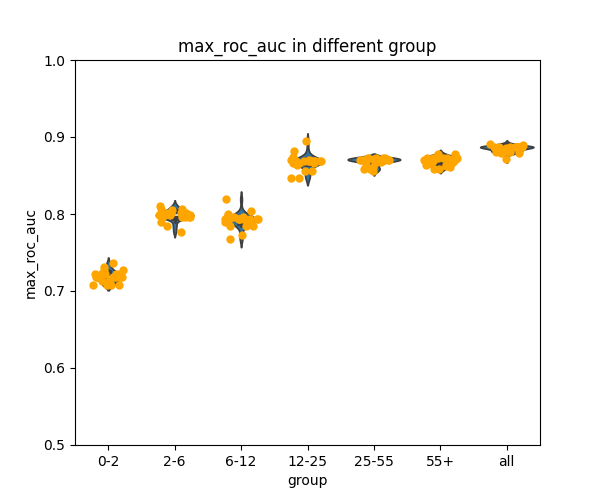 max_roc_auc in different group
max_roc_auc
1.0
0.9
0.8
0.7
0.6
0.5
0-2 2-6 6-12 12-25 25-55 55+ all
group